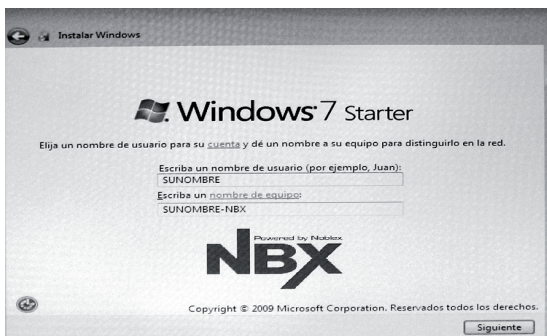 Instalar Windows
Windows 7 Starter
Elija un nombre de usuario para su cuenta y dé un nombre a su equipo para distinguirlo en la red.
Escriba un nombre de usuario (por ejemplo, Juan):
SUNOMBRE
Escriba un nombre de equipo:
SUNOMBRE-NBX
Powered by Noblex
NBX
Copyright © 2009 Microsoft Corporation. Reservados todos los derechos.
Siguiente